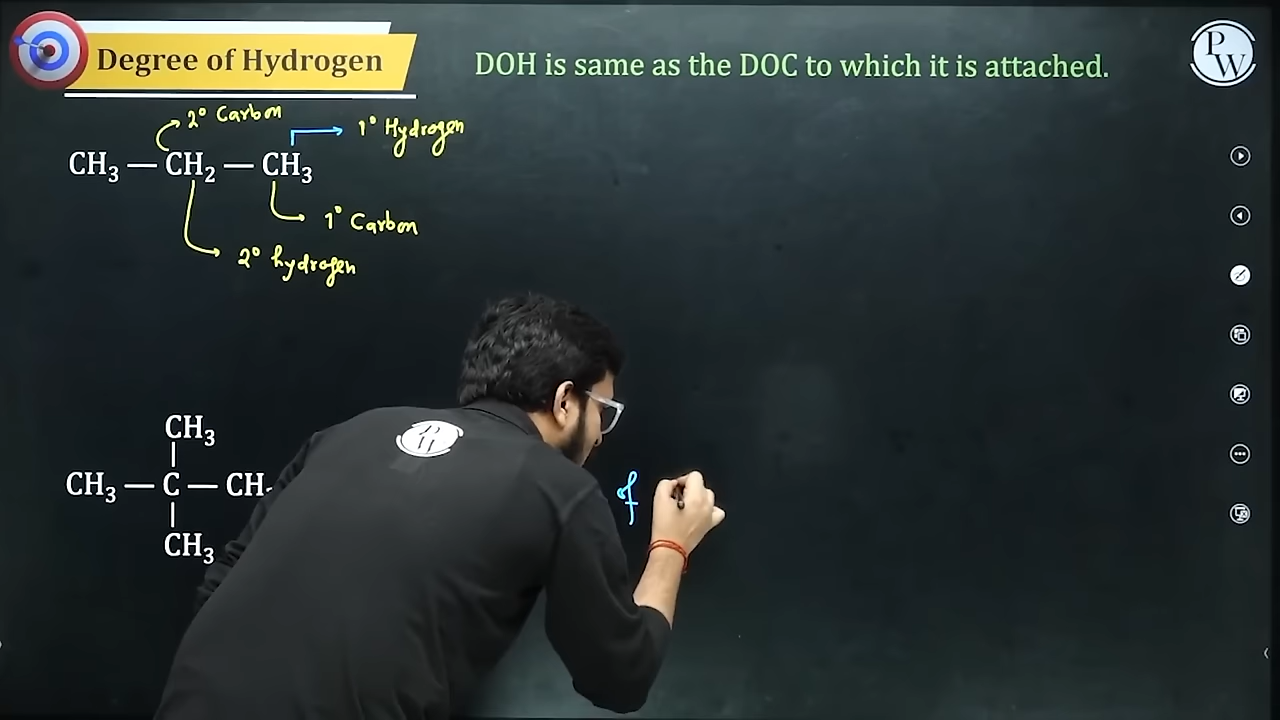 Degree of Hydrogen
DOH is same as the DOC to which it is attached.
PW
2° Carbon
1° Hydrogen
CH₃ — CH₂ — CH₃
1° Carbon
2° hydrogen
CH₃
CH₃ — C — CH
CH₃
of